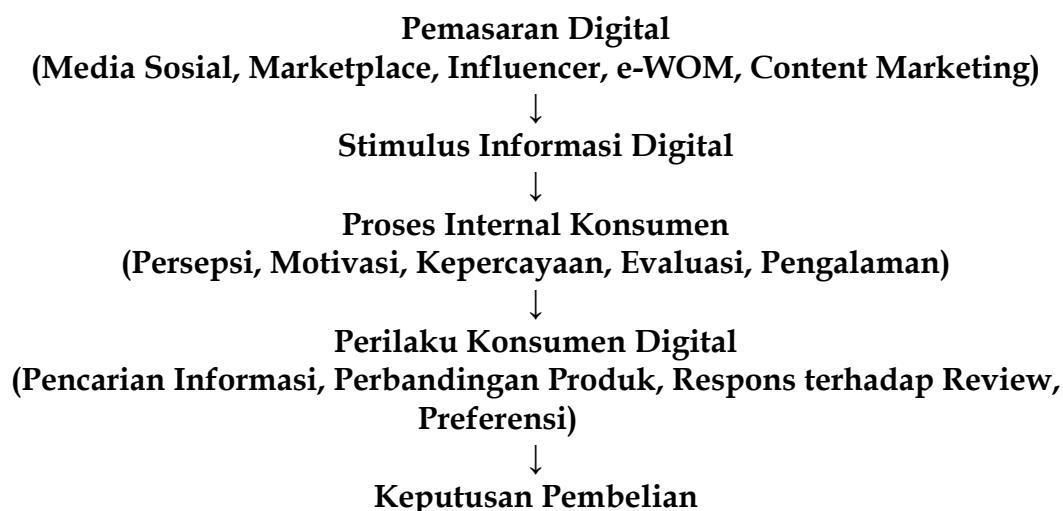 Pemasaran Digital
(Media Sosial, Marketplace, Influencer, e-WOM, Content Marketing)
↓
Stimulus Informasi Digital
↓
Proses Internal Konsumen
(Persepsi, Motivasi, Kepercayaan, Evaluasi, Pengalaman)
↓
Perilaku Konsumen Digital
(Pencarian Informasi, Perbandingan Produk, Respons terhadap Review,
Preferensi)
↓
Keputusan Pembelian